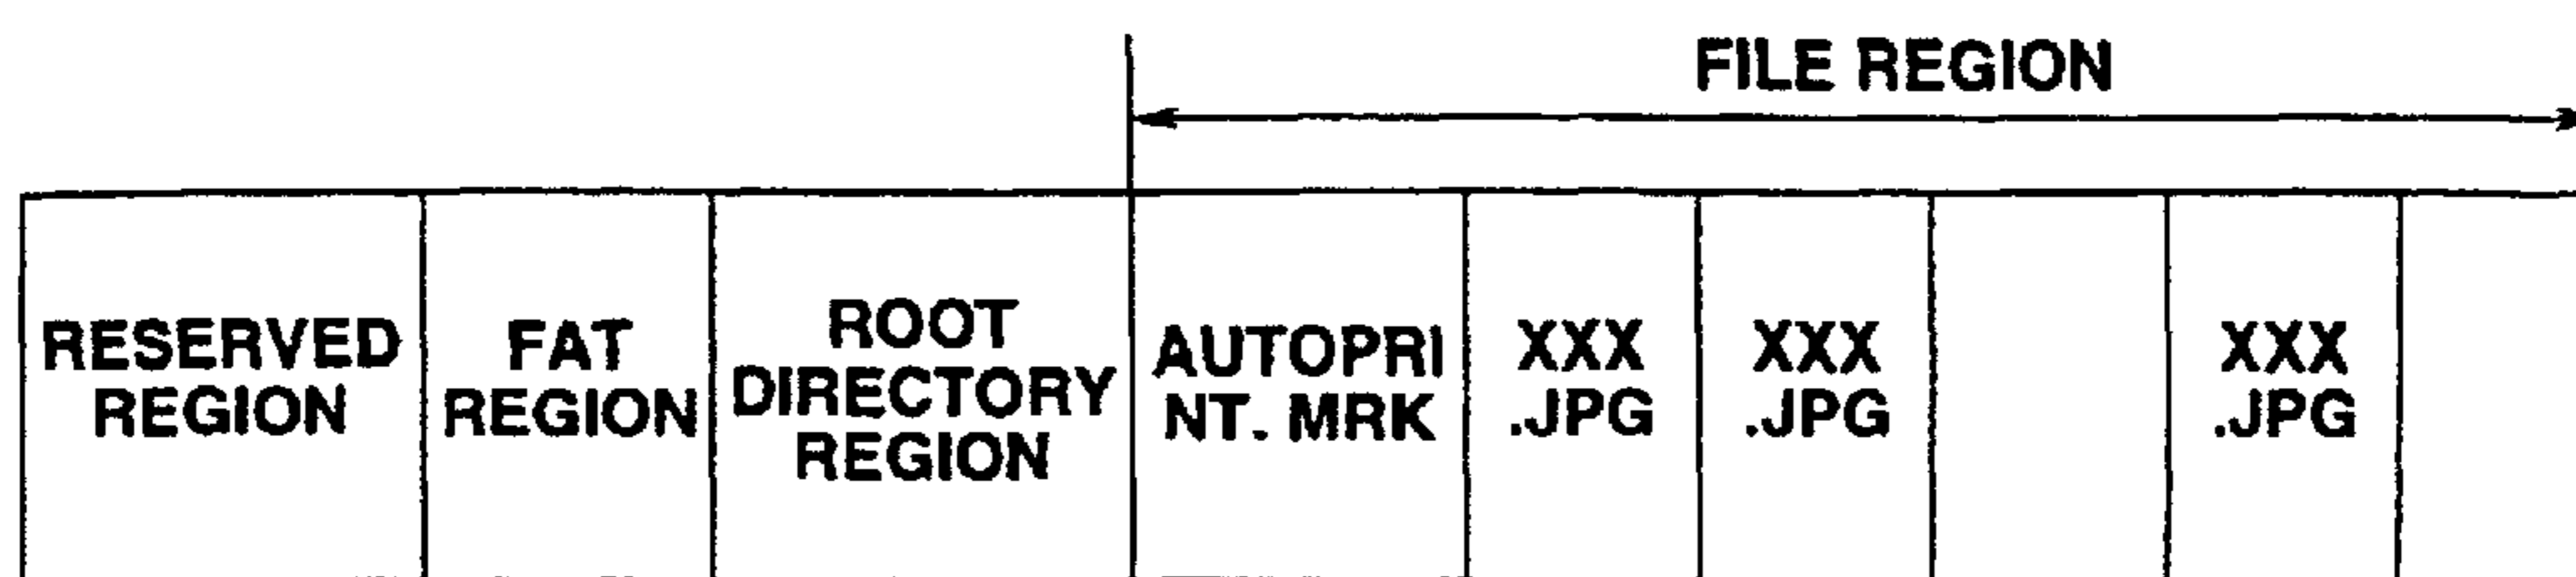 FILE REGION
RESERVED
REGION
FAT
REGION
ROOT
DIRECTORY
REGION
AUTOPRI
NT. MRK
XXX
.JPG
XXX
.JPG
XXX
.JPG